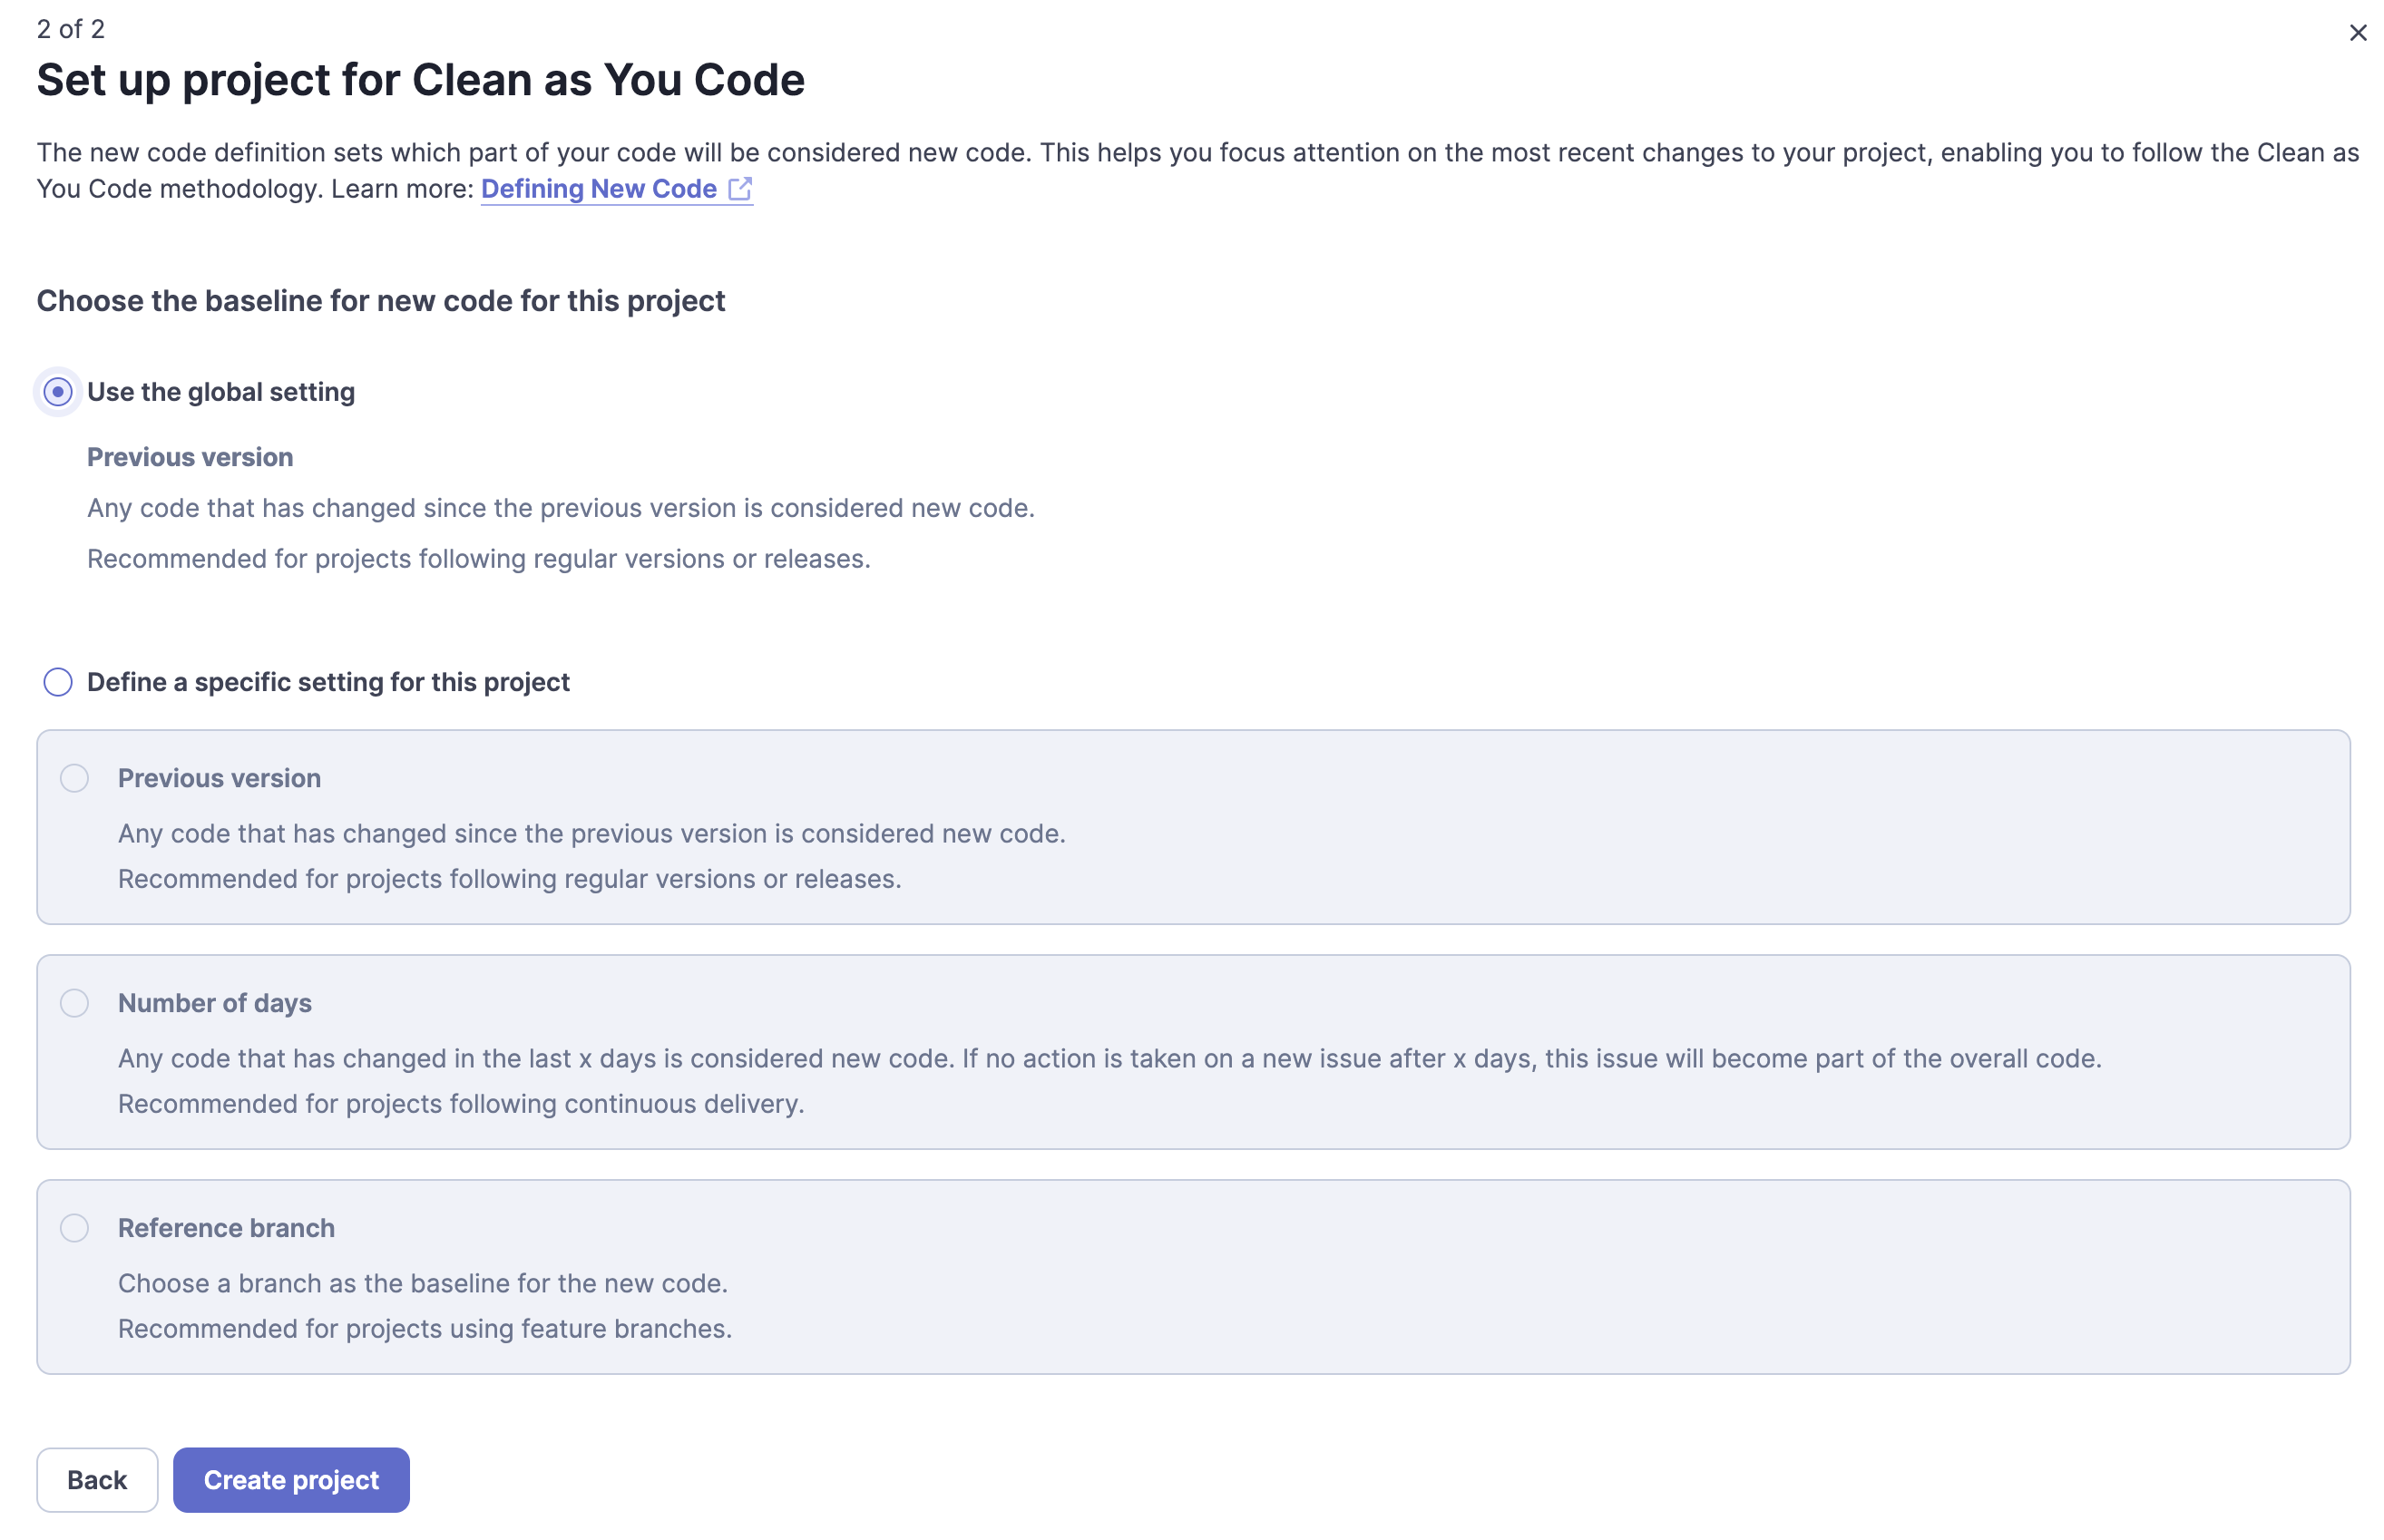 2 of 2
Set up project for Clean as You Code
The new code definition sets which part of your code will be considered new code. This helps you focus attention on the most recent changes to your project, enabling you to follow the Clean as
You Code methodology. Learn more: Defining New Code
Choose the baseline for new code for this project
Use the global setting
Previous version
Any code that has changed since the previous version is considered new code.
Recommended for projects following regular versions or releases.
Define a specific setting for this project
Previous version
Any code that has changed since the previous version is considered new code.
Recommended for projects following regular versions or releases.
Number of days
Any code that has changed in the last x days is considered new code. If no action is taken on a new issue after x days, this issue will become part of the overall code.
Recommended for projects following continuous delivery.
Reference branch
Choose a branch as the baseline for the new code.
Recommended for projects using feature branches.
Back
Create project